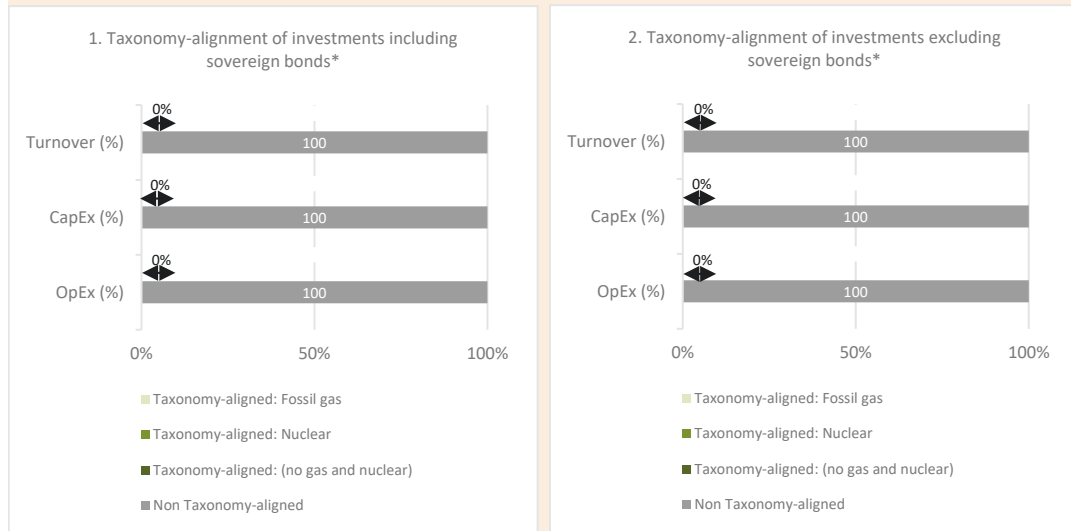 1. Taxonomy-alignment of investments including
sovereign bonds*
0%
Turnover (%)
100
0%
CapEx (%)
100
0%
OpEx (%)
100
0%
50%
100%
Taxonomy-aligned: Fossil gas
Taxonomy-aligned: Nuclear
Taxonomy-aligned: (no gas and nuclear)
Non Taxonomy-aligned
2. Taxonomy-alignment of investments excluding
sovereign bonds*
0%
Turnover (%)
100
0%
CapEx (%)
100
0%
OpEx (%)
100
0%
50%
100%
Taxonomy-aligned: Fossil gas
Taxonomy-aligned: Nuclear
Taxonomy-aligned: (no gas and nuclear)
Non Taxonomy-aligned